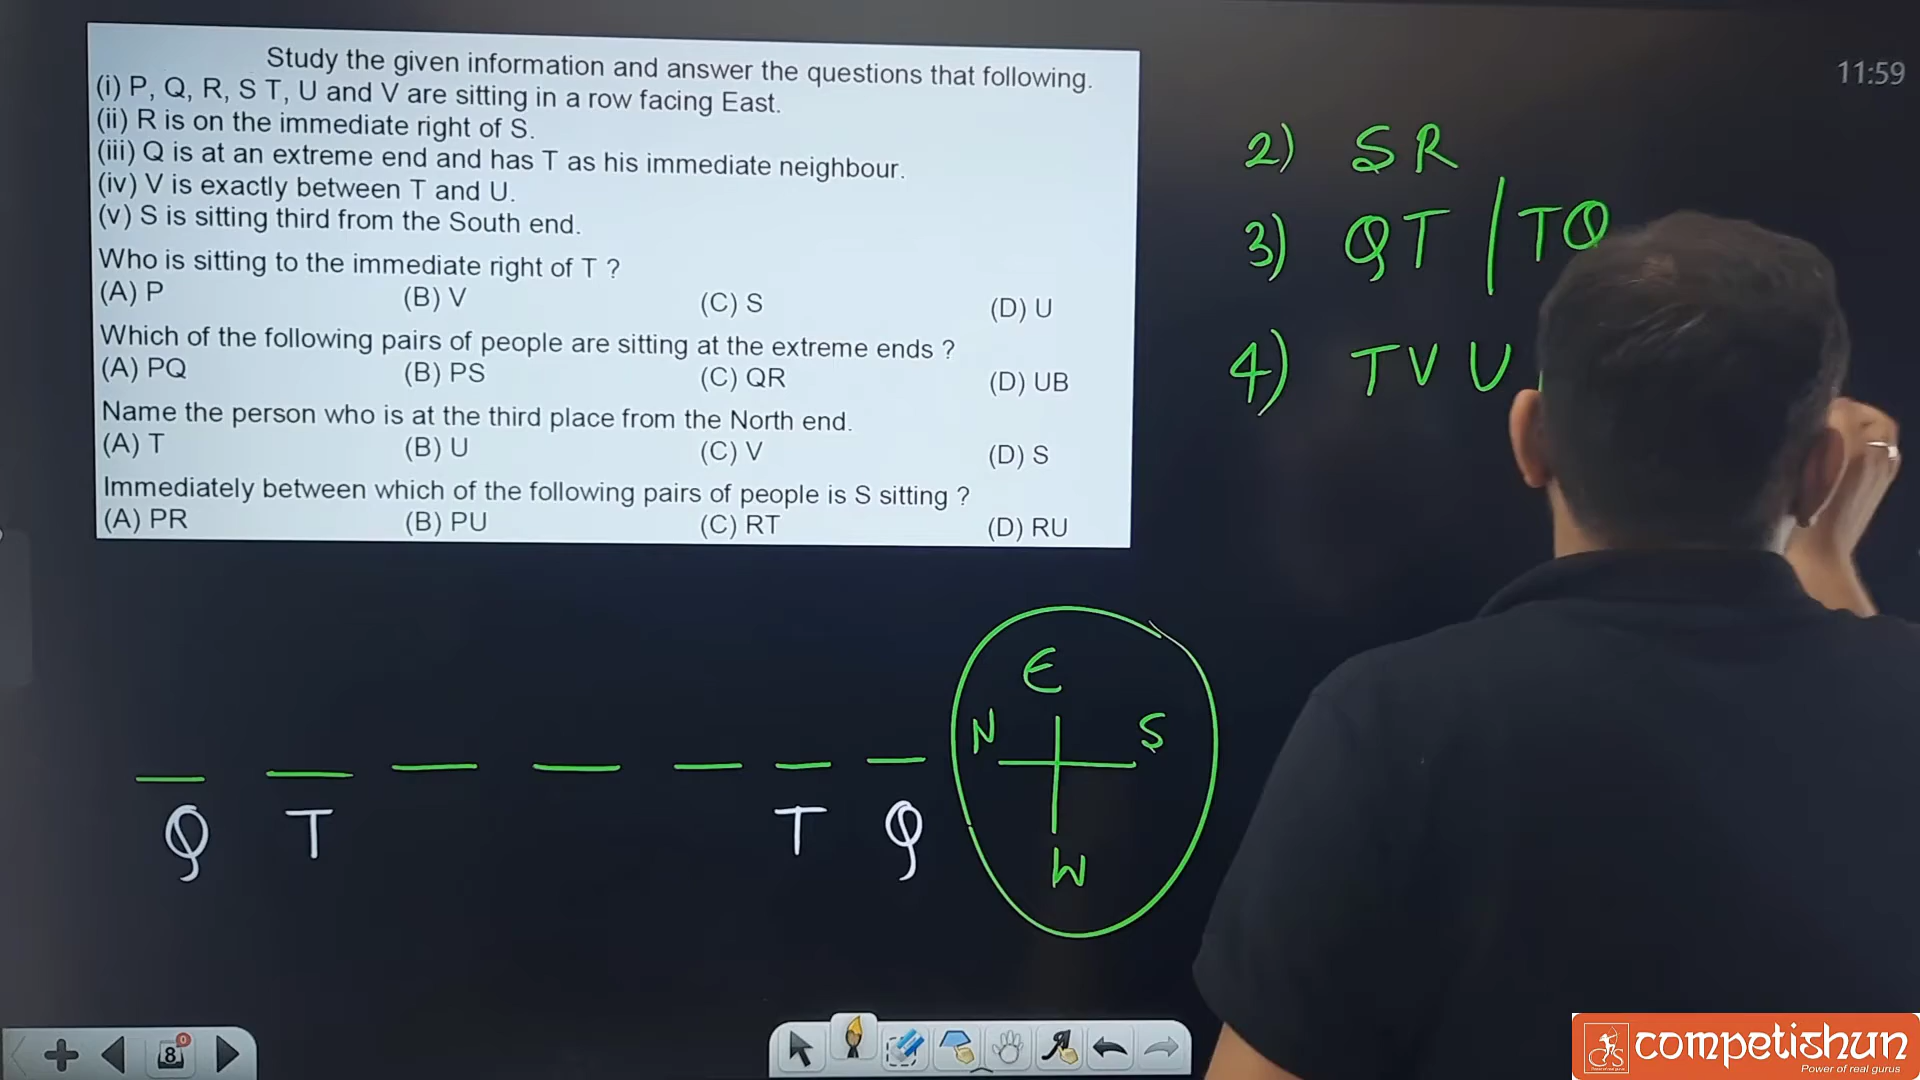 Study the given information and answer the questions that following.
(i) P, Q, R, S T, U and V are sitting in a row facing East.
(ii) R is on the immediate right of S.
(iii) Q is at an extreme end and has T as his immediate neighbour.
(iv) V is exactly between T and U.
(v) S is sitting third from the South end.
Who is sitting to the immediate right of T ?
(A) P (B) V (C) S (D) U
Which of the following pairs of people are sitting at the extreme ends ?
(A) PQ (B) PS (C) QR (D) UB
Name the person who is at the third place from the North end.
(A) T (B) U (C) V (D) S
Immediately between which of the following pairs of people is S sitting ?
(A) PR (B) PU (C) RT (D) RU
11:59
2) S R
3) Q T / T Q
4) T V U
E
N S
W
Q T T Q
8
0
competishun
Power of real gurus